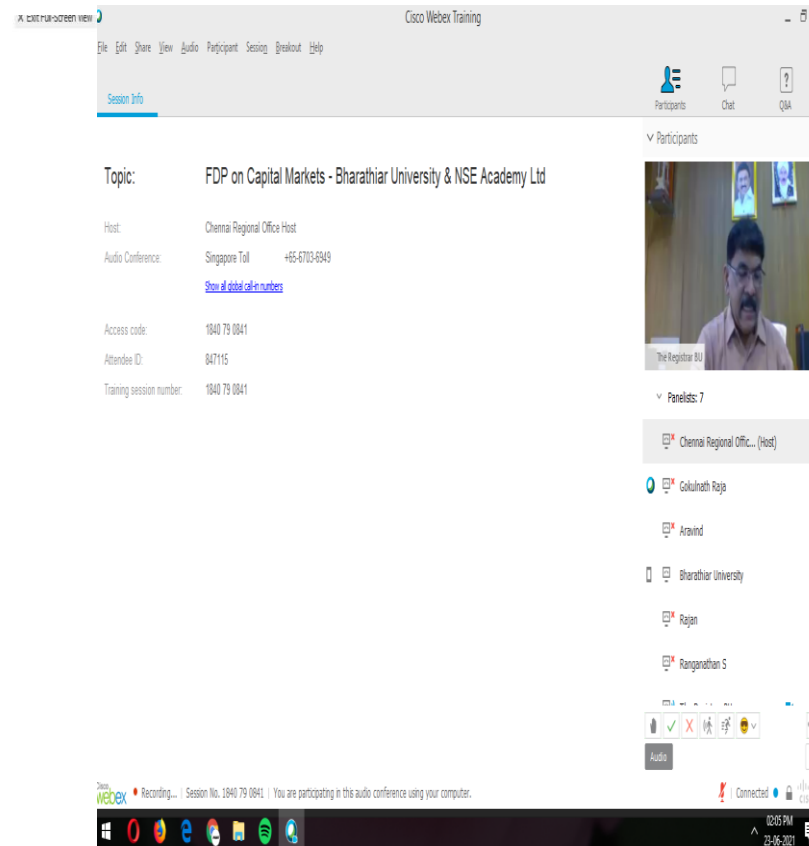 X Exit Full-Screen View
Cisco Webex Training
File Edit Share View Audio Participant Session Breakout Help
Session Info
Participants Chat Q&A
Participants
Topic: FDP on Capital Markets - Bharathiar University & NSE Academy Ltd
Host: Chennai Regional Office Host
Audio Conference: Singapore Toll +65-6703-6949
Show all global call-in numbers
Access code: 1840 79 0841
Attendee ID: 847115
Training session number: 1840 79 0841
The Registrar BU
Panelists: 7
Chennai Regional Offic... (Host)
Gokulnath Raja
Aravind
Bharathiar University
Rajan
Ranganathan S
Audio
Cisco webex Recording... | Session No. 1840 79 0841 | You are participating in this audio conference using your computer.
Connected
02:05 PM
23-06-2021